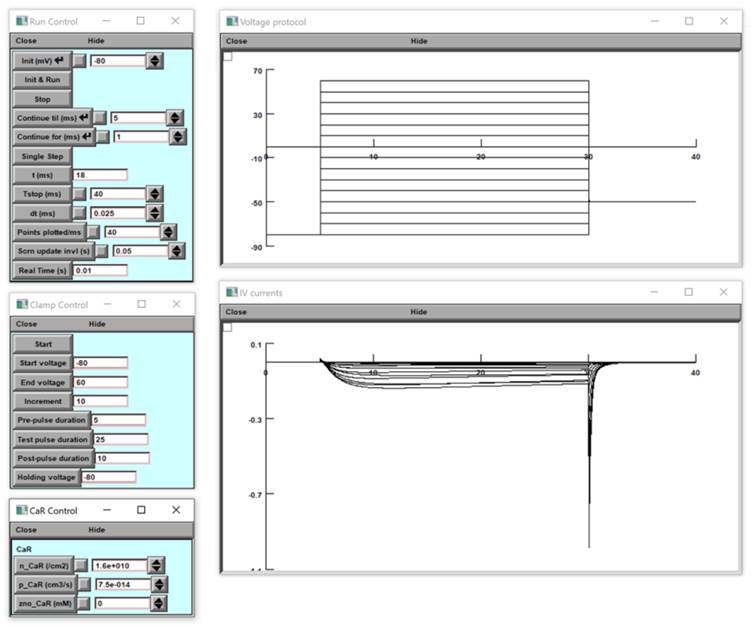 Run Control
Close Hide
Init (mV) -80
Init & Run
Stop
Continue til (ms) 5
Continue for (ms) 1
Single Step
t (ms) 18
Tstop (ms) 40
dt (ms) 0.025
Points plotted/ms 40
Scrn update invl (s) 0.05
Real Time (s) 0.01
Clamp Control
Close Hide
Start
Start voltage -80
End voltage 60
Increment 10
Pre-pulse duration 5
Test pulse duration 25
Post-pulse duration 10
Holding voltage -80
CaR Control
Close Hide
CaR
n_CaR (/cm2) 1.6e+010
p_CaR (cm3/s) 7.5e-014
zno_CaR (mM) 0
Voltage protocol
Close Hide
70
30
-10 0 10 20 30 40
-50
-90
IV currents
Close Hide
0.1
0 10 20 30 40
-0.3
-0.7
-1.1